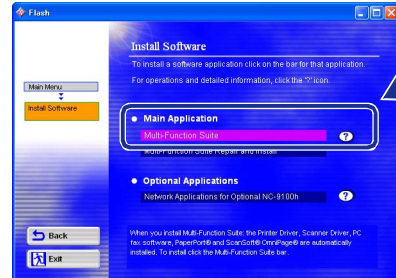 Flash
Install Software
To install a software application click on the bar for that application.
For operations and detailed information, click the "?" icon.
Main Menu
Install Software
Main Application
Multi-Function Suite
?
Multi-Function Suite Repair and Install
Optional Applications
Network Applications for Optional NC-9100h
?
Back
Exit
When you install Multi-Function Suite: the Printer Driver, Scanner Driver, PC
fax software, PaperPort® and ScanSoft® OmniPage® are automatically
installed. To install click the Multi-Function Suite bar.